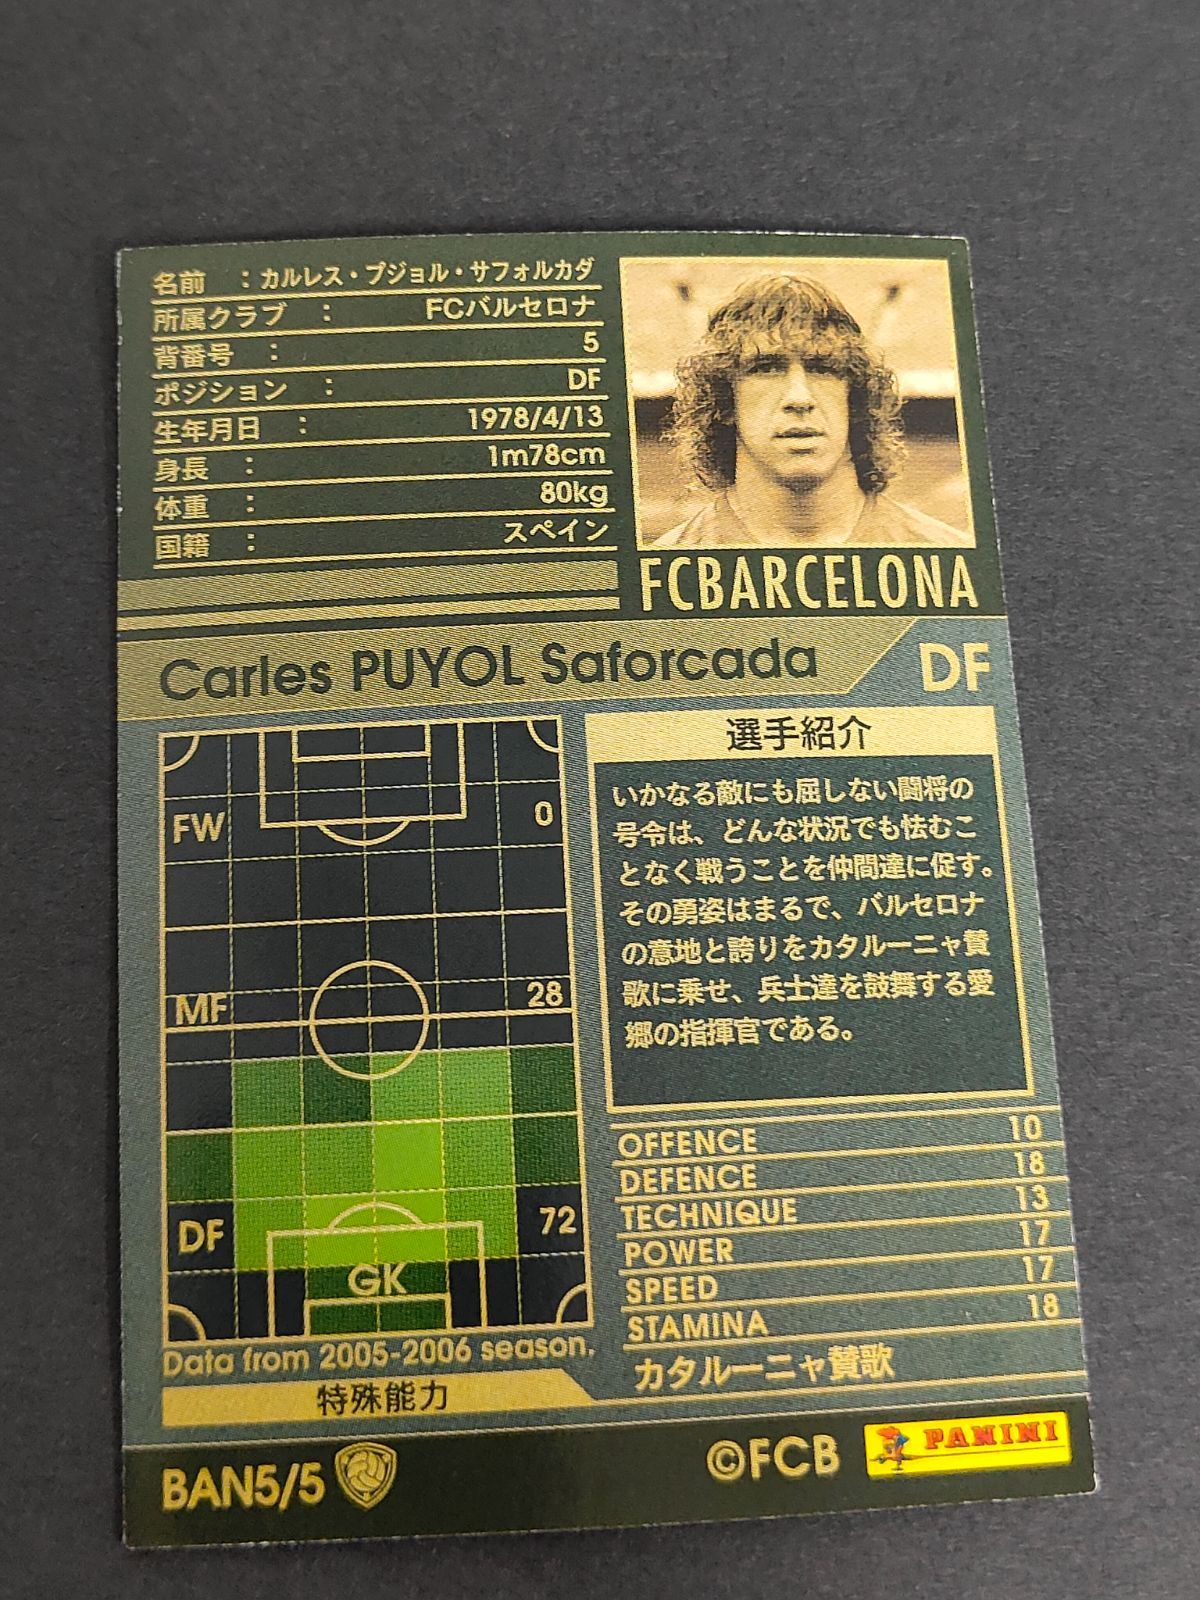 名前 ：カルレス・プジョル・サフォルカダ
所属クラブ ： FCバルセロナ
背番号 ： 5
ポジション ： DF
生年月日 ： 1978/4/13
身長 ： 1m78cm
体重 ： 80kg
国籍 ： スペイン
FCBARCELONA
Carles PUYOL Saforcada DF
FW 0
MF 28
DF 72
GK
Data from 2005-2006 season.
選手紹介
いかなる敵にも屈しない闘将の
号令は、どんな状況でも怯むこ
となく戦うことを仲間達に促す。
その勇姿はまるで、バルセロナ
の意地と誇りをカタルーニャ賛
歌に乗せ、兵士達を鼓舞する愛
郷の指揮官である。
OFFENCE 10
DEFENCE 18
TECHNIQUE 13
POWER 17
SPEED 17
STAMINA 18
特殊能力 カタルーニャ賛歌
BAN5/5 ©FCB PANINI